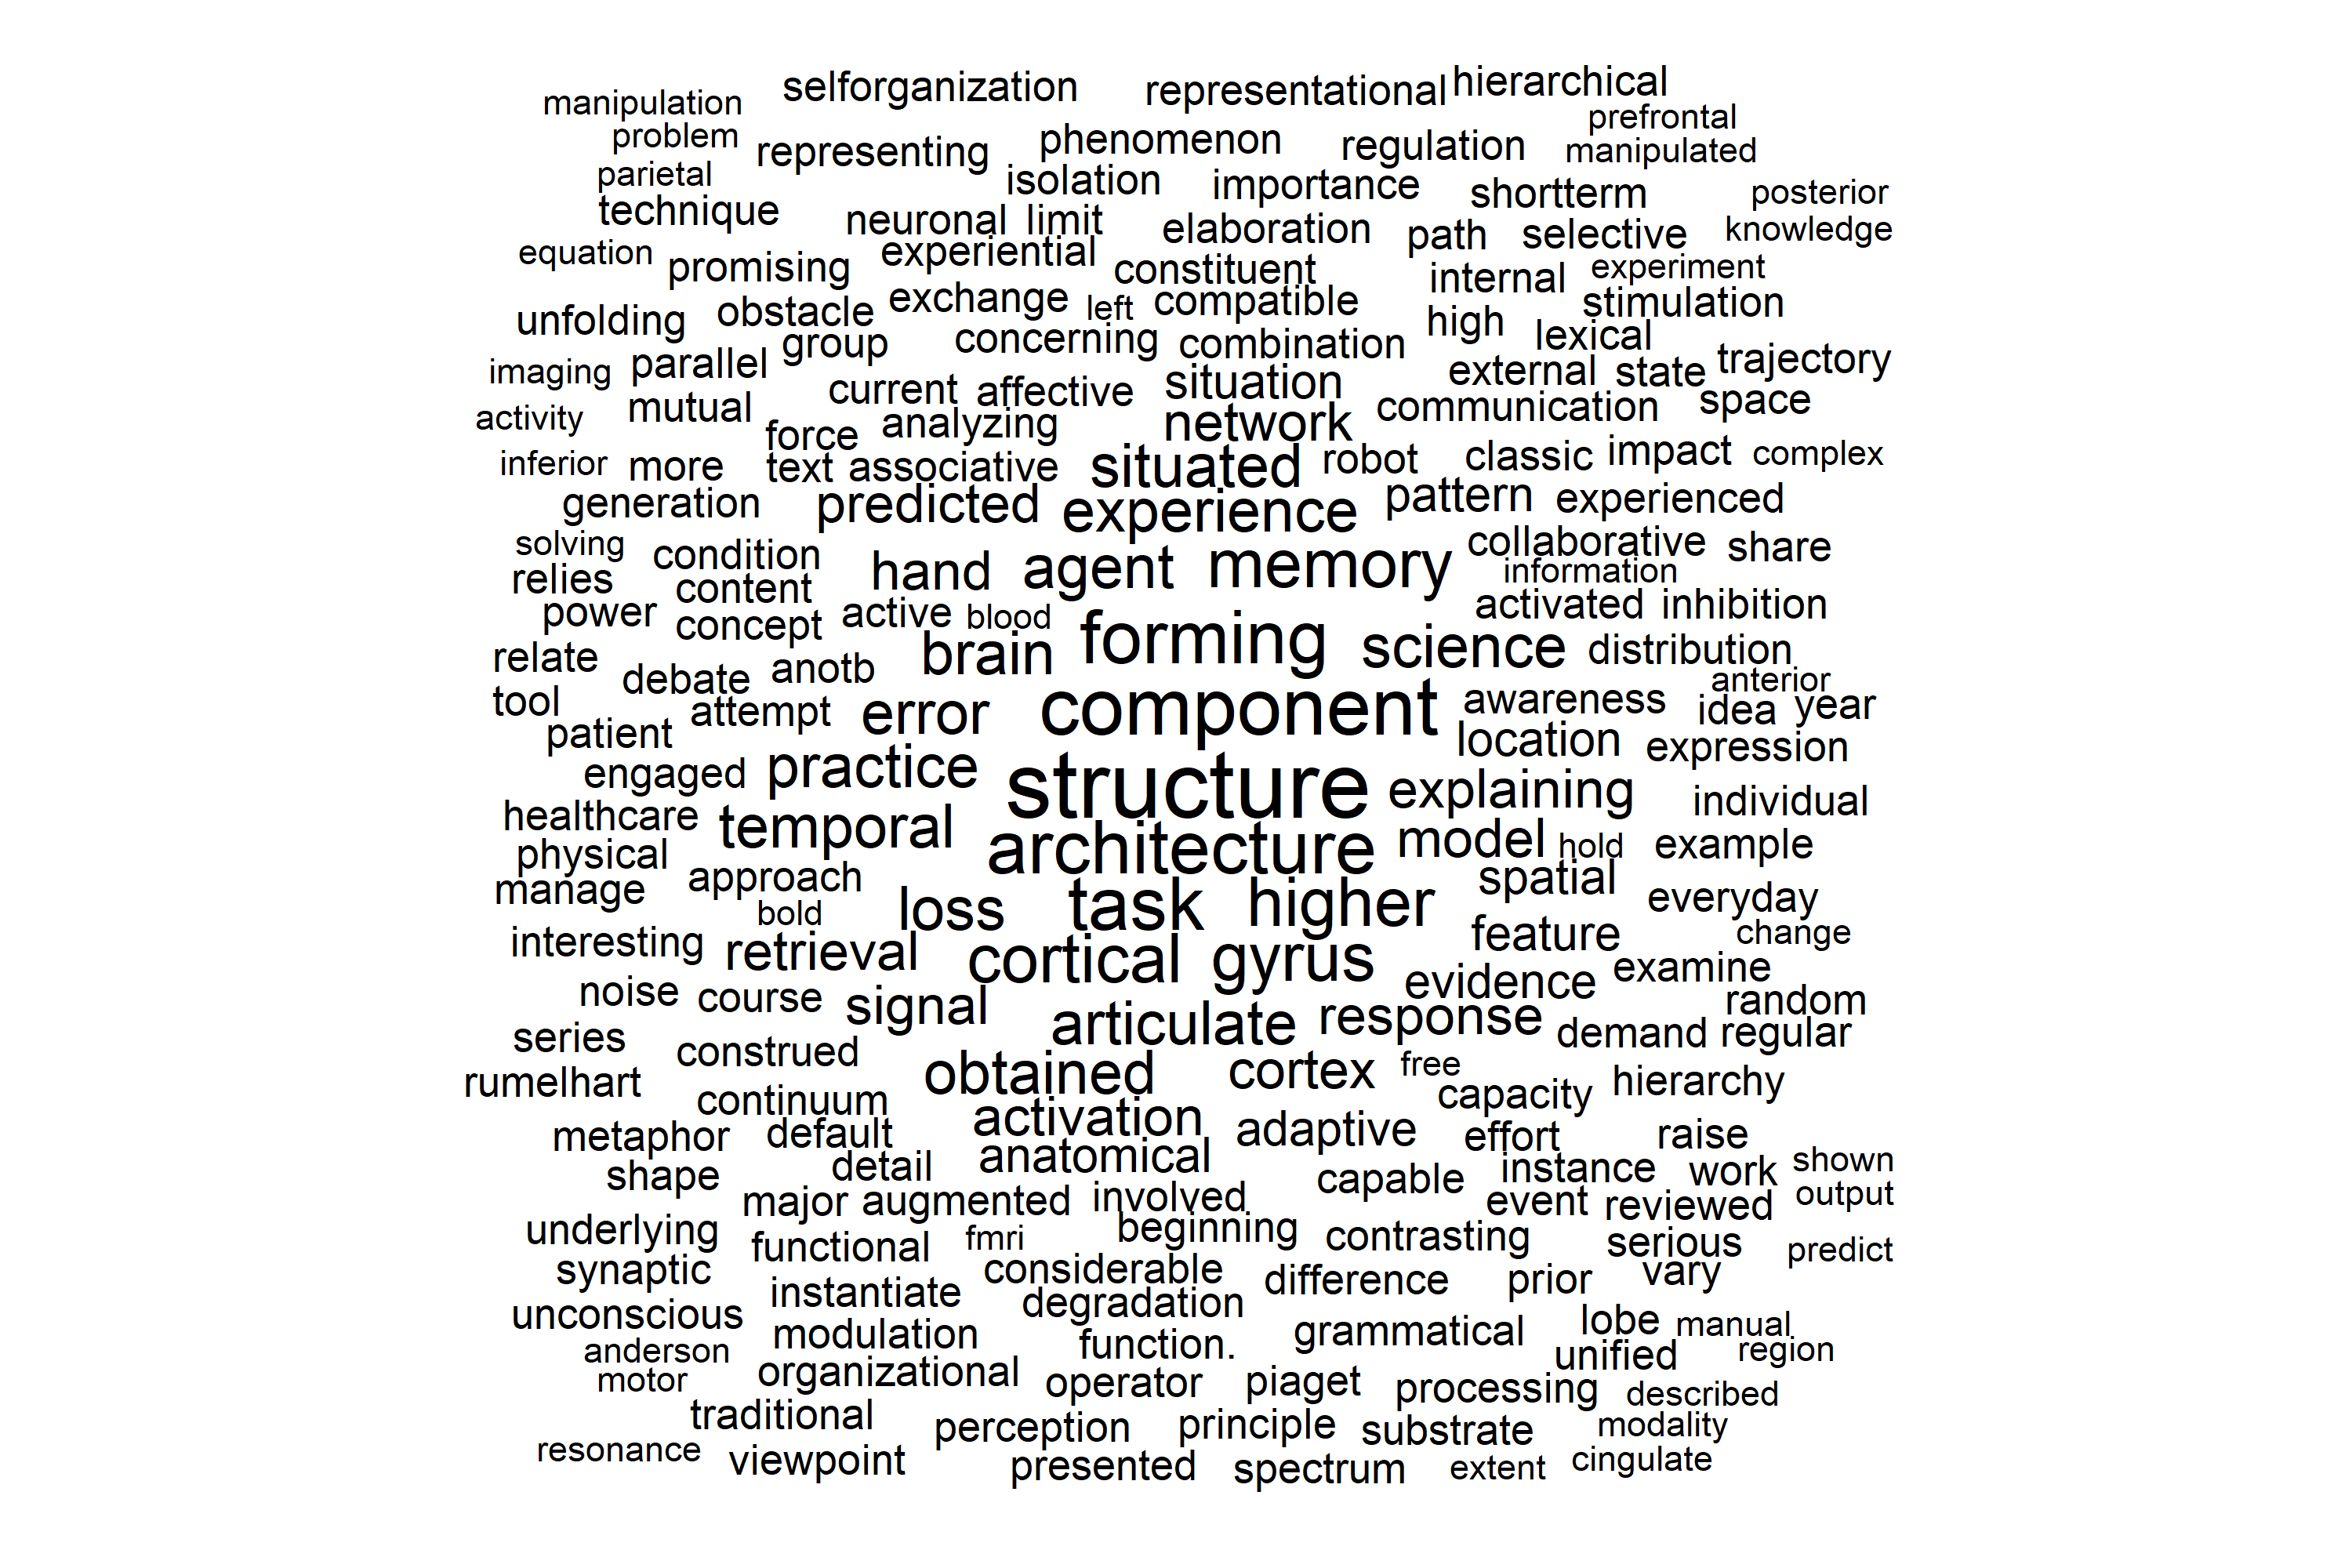 selforganization representational hierarchical
manipulation prefrontal
problem representing phenomenon regulation manipulated
parietal isolation importance shortterm posterior
technique neuronal limit elaboration path selective knowledge
equation promising experiential constituent internal experiment
unfolding obstacle exchange left compatible high stimulation
group concerning combination lexical
imaging parallel current affective situation external state trajectory
activity mutual force analyzing network communication space
inferior more text associative situated robot classic impact complex
generation predicted experience pattern experienced
solving condition hand agent memory collaborative share
relies content information
power concept active blood forming activated inhibition
relate debate anotb brain science distribution
tool attempt error component awareness anterior
idea year
patient location expression
engaged practice structure explaining individual
healthcare temporal architecture model hold example
physical
manage approach spatial everyday
bold loss task higher feature change
interesting retrieval cortical gyrus evidence examine
noise course signal random
series construed articulate response demand regular
rumelhart obtained cortex free hierarchy
continuum activation capacity
metaphor default adaptive effort raise
shape detail anatomical capable instance work shown
major augmented involved event reviewed output
underlying functional fmri beginning contrasting serious predict
synaptic instantiate considerable difference prior vary
unconscious degradation lobe manual
modulation function. grammatical
anderson unified region
motor organizational operator piaget processing described
traditional perception principle substrate modality
resonance viewpoint presented spectrum extent cingulate